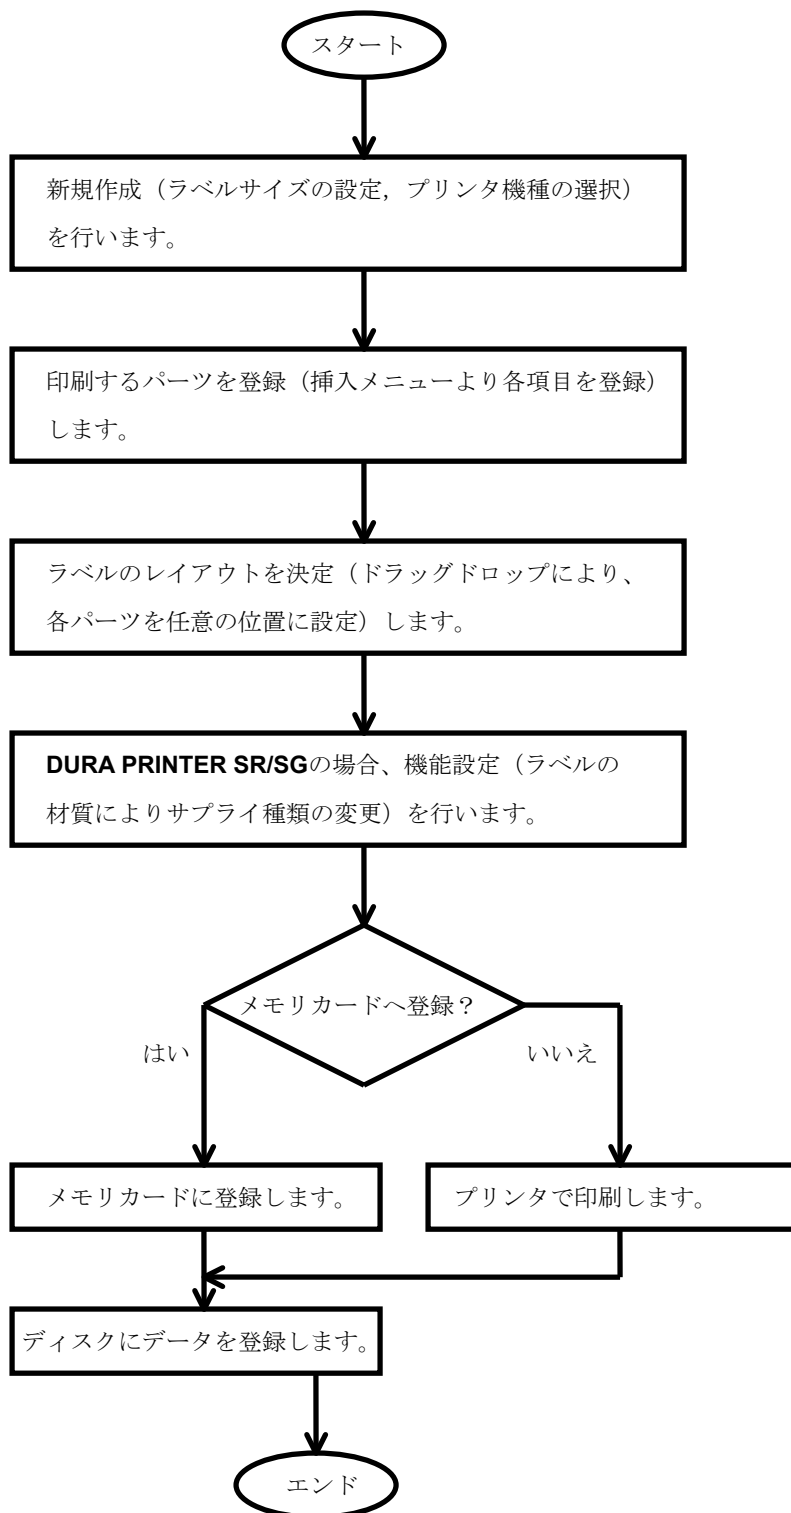 スタート
新規作成（ラベルサイズの設定，プリンタ機種の選択）
を行います。
印刷するパーツを登録（挿入メニューより各項目を登録）
します。
ラベルのレイアウトを決定（ドラッグドロップにより、
各パーツを任意の位置に設定）します。
DURA PRINTER SR/SGの場合、機能設定（ラベルの
材質によりサプライ種類の変更）を行います。
メモリカードへ登録？
はい
いいえ
メモリカードに登録します。
プリンタで印刷します。
ディスクにデータを登録します。
エンド